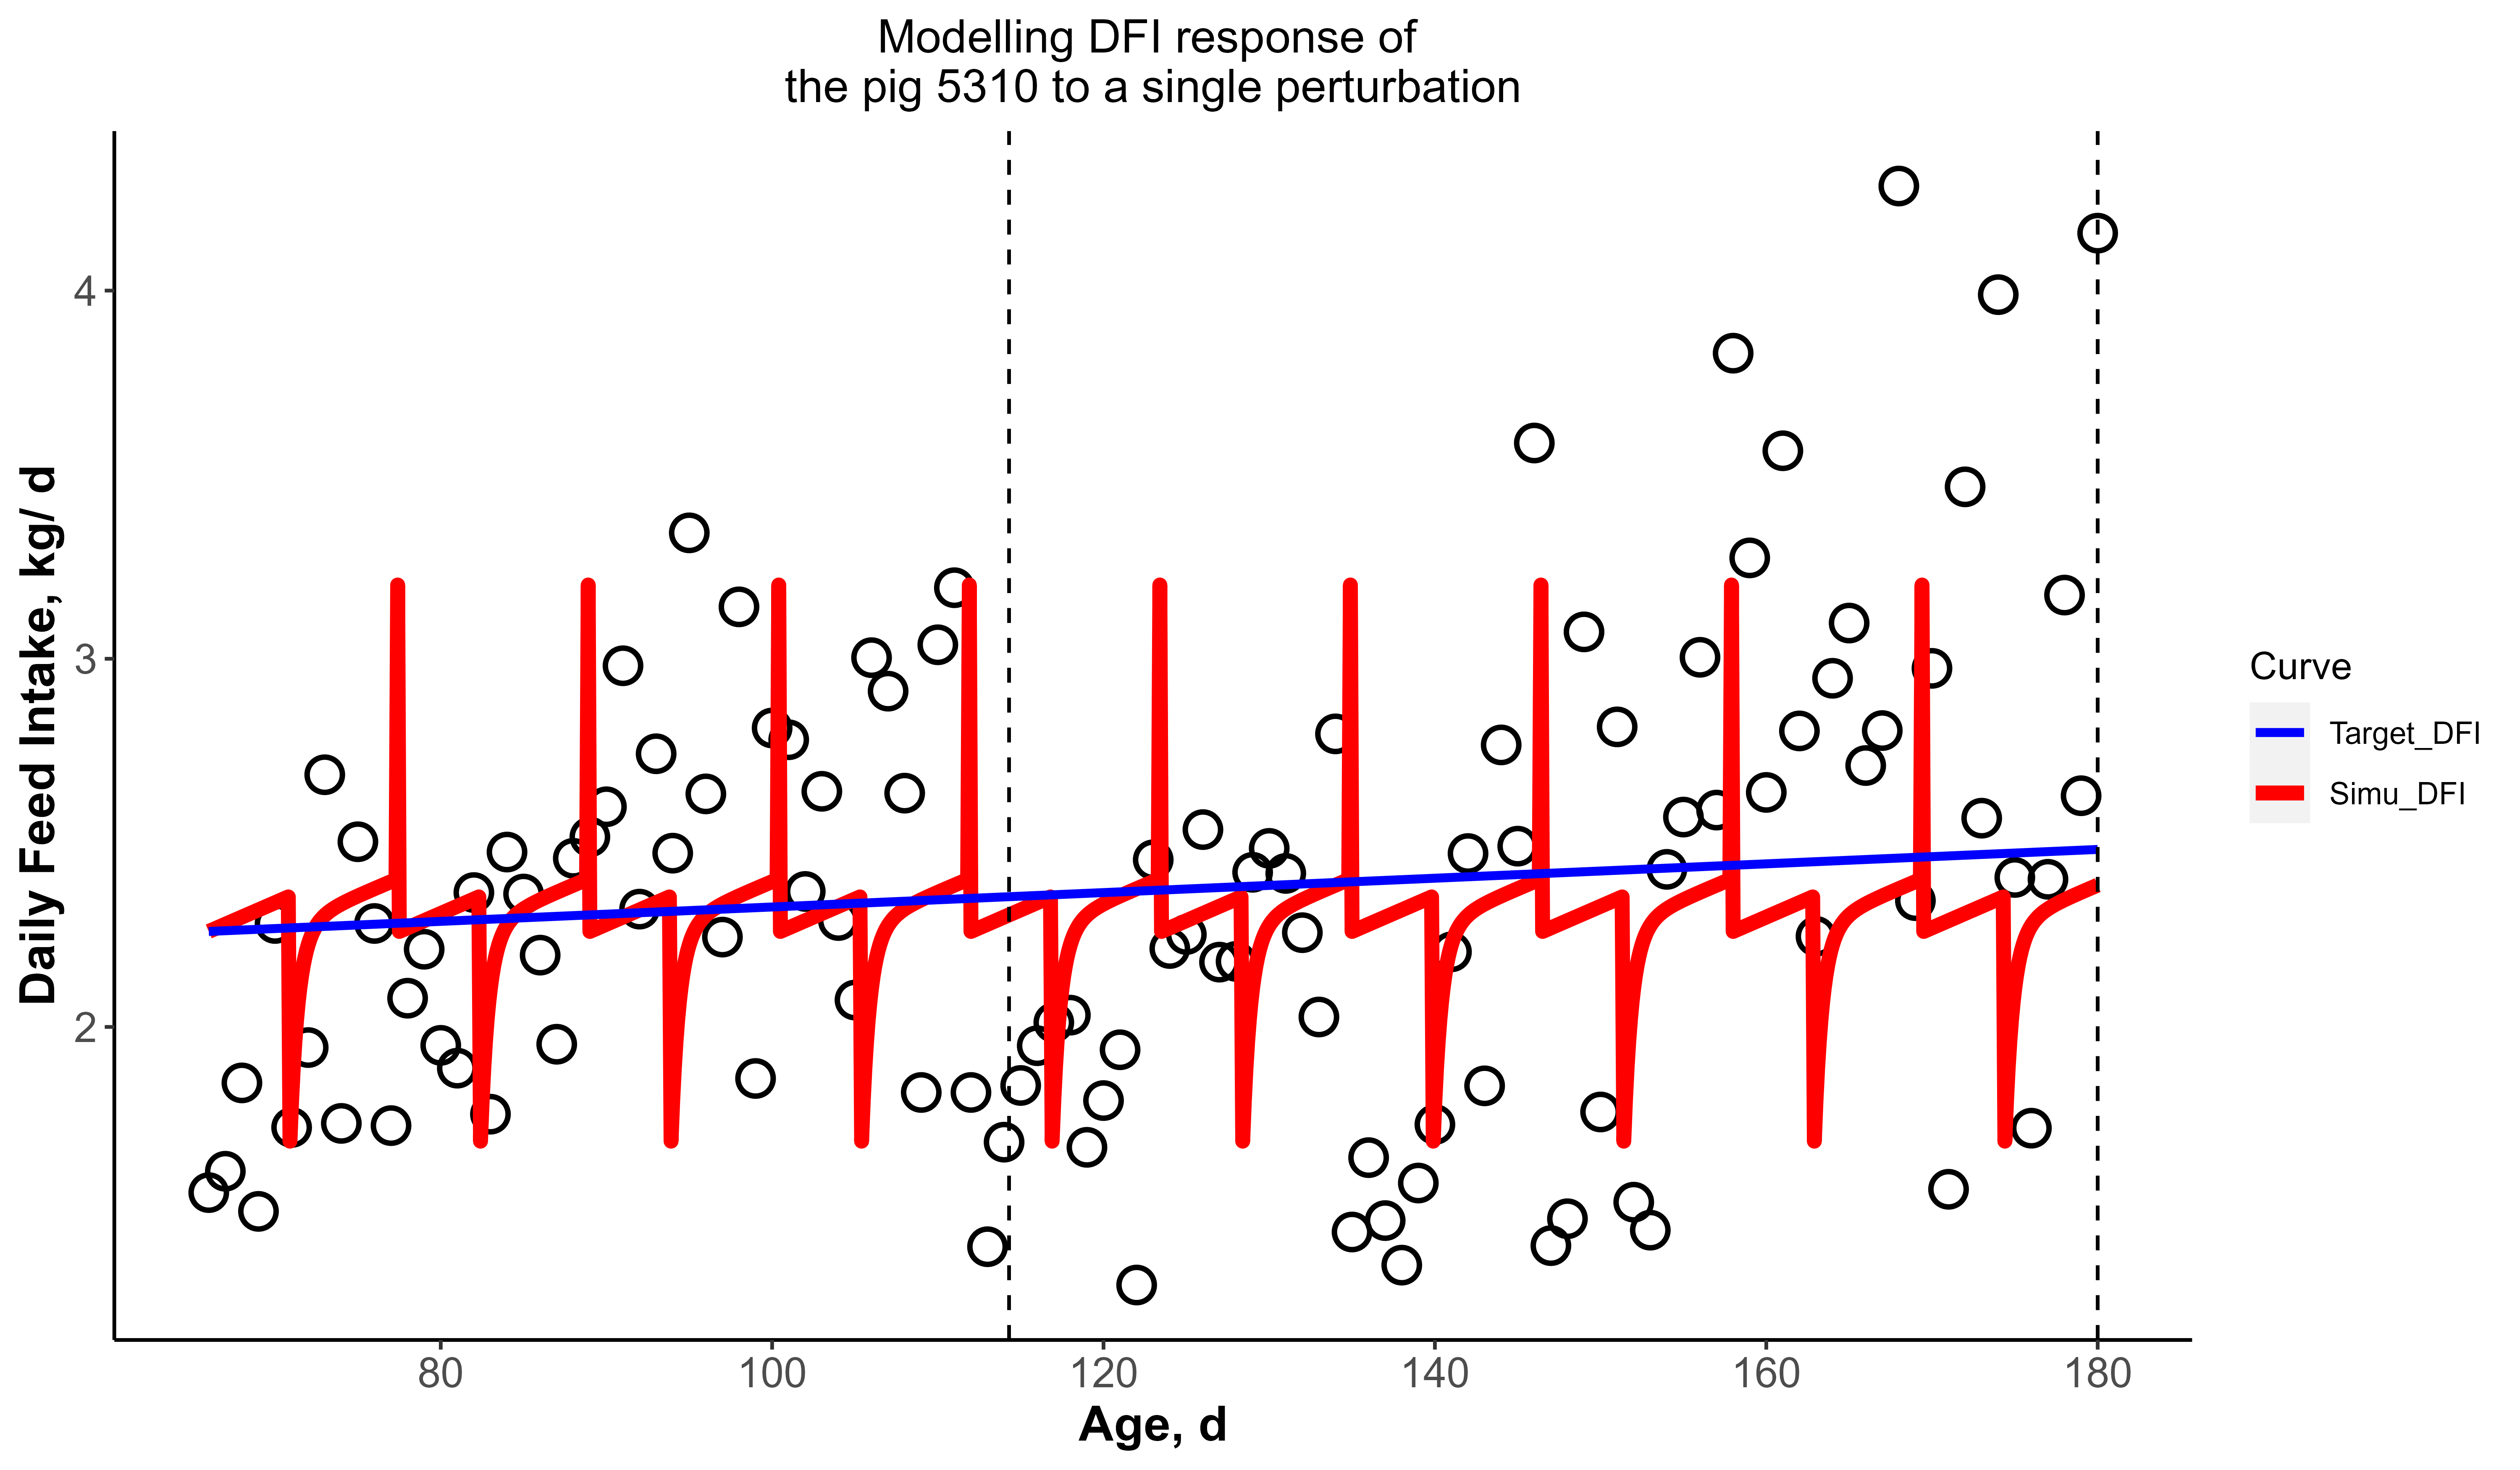 Modelling DFI response of
the pig 5310 to a single perturbation
Daily Feed Intake, kg/ d
4
3
2
80 100 120 140 160 180
Age, d
Curve
Target_DFI
Simu_DFI